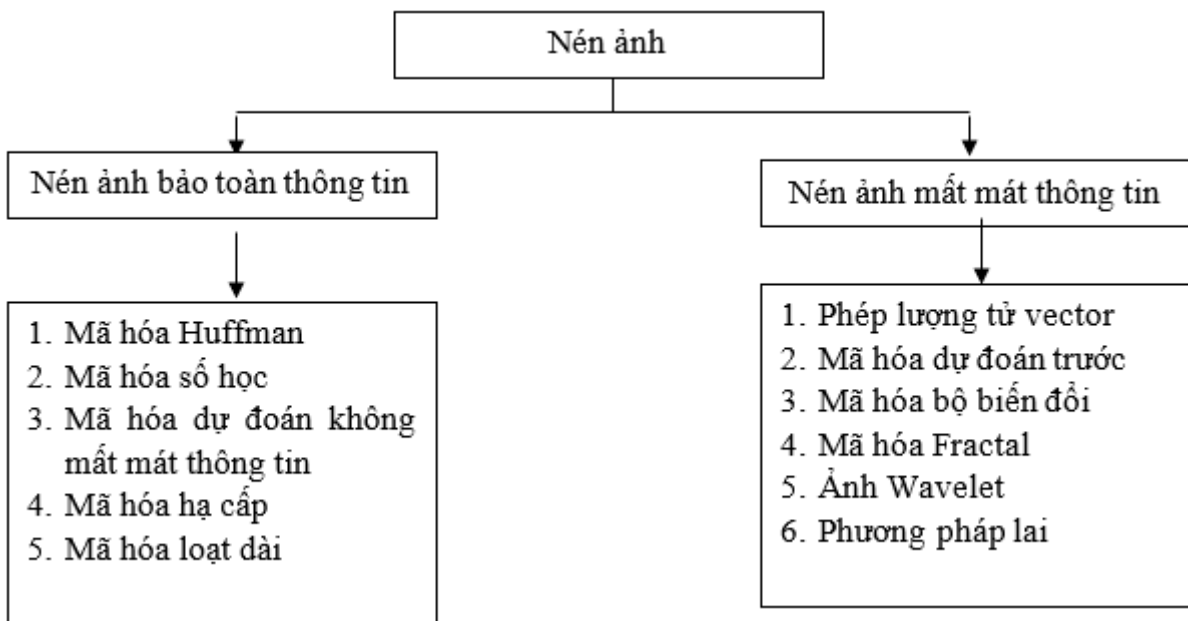 Nén ảnh
Nén ảnh bảo toàn thông tin
Nén ảnh mất mát thông tin
1. Mã hóa Huffman
2. Mã hóa số học
3. Mã hóa dự đoán không
mất mát thông tin
4. Mã hóa hạ cấp
5. Mã hóa loạt dài
1. Phép lượng tử vector
2. Mã hóa dự đoán trước
3. Mã hóa bộ biến đổi
4. Mã hóa Fractal
5. Ảnh Wavelet
6. Phương pháp lai